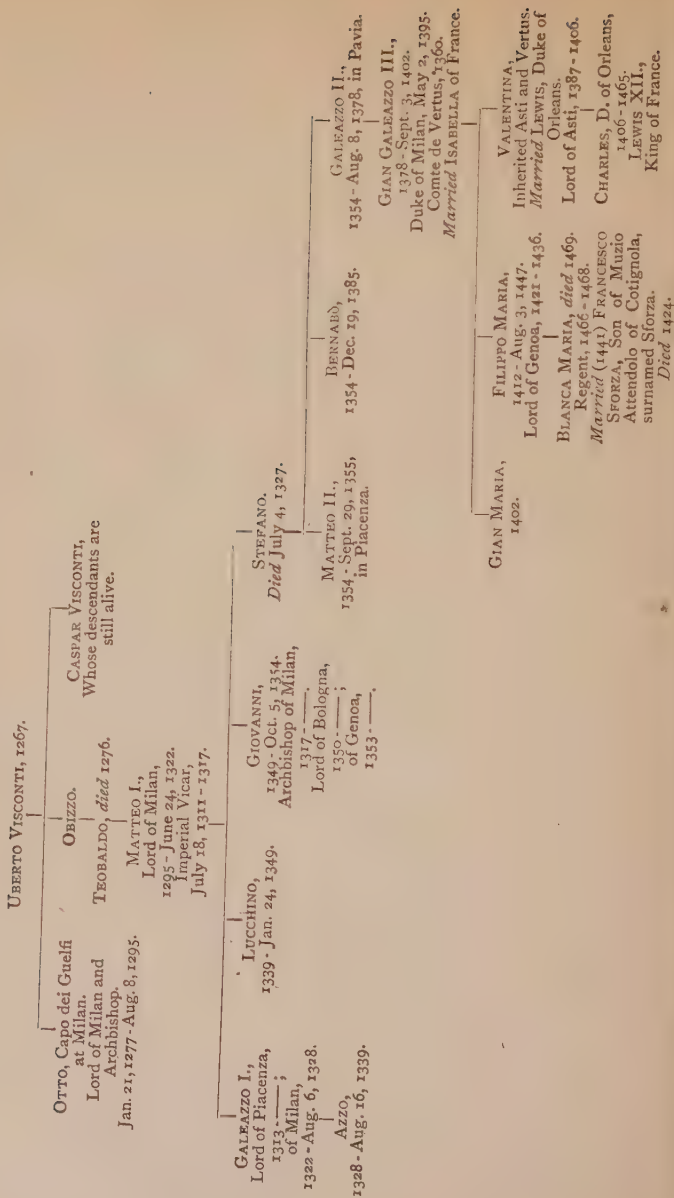 UBERTO VISCONTI, 1267.
OTTO, Capo dei Guelfi
at Milan.
Lord of Milan and
Archbishop.
Jan. 21, 1277 - Aug. 8, 1295.
OBIZZO.
TEOBALDO, died 1276.
MATTEO I.,
Lord of Milan,
1295 - June 24, 1322.
Imperial Vicar,
July 18, 1311 - 1317.
CASPAR VISCONTI,
Whose descendants are
still alive.
GALEAZZO I.,
Lord of Piacenza,
1313 - —— ;
of Milan,
1322 - Aug. 6, 1328.
AZZO,
1328 - Aug. 16, 1339.
LUCCHINO,
1339 - Jan. 24, 1349.
GIOVANNI,
1349 - Oct. 5, 1354.
Archbishop of Milan,
1317 - ——.
Lord of Bologna,
1350 - —— ;
of Genoa,
1353 - ——.
STEFANO.
Died July 4, 1327.
MATTEO II.,
1354 - Sept. 29, 1355,
in Piacenza.
BERNABÒ,
1354 - Dec. 19, 1385.
GALEAZZO II.,
1354 - Aug. 8, 1378, in Pavia.
GIAN GALEAZZO III.,
1378 - Sept. 3, 1402.
Duke of Milan, May 2, 1395.
Comte de Vertus, 1360.
Married ISABELLA of France.
GIAN MARIA,
1402.
FILIPPO MARIA,
1412 - Aug. 3, 1447.
Lord of Genoa, 1421 - 1436.
BLANCA MARIA, died 1469.
Regent, 1466 - 1468.
Married (1441) FRANCESCO
SFORZA, Son of Muzio
Attendolo of Cotignola,
surnamed Sforza.
Died 1424.
VALENTINA,
Inherited Asti and Vertus.
Married LEWIS, Duke of
Orleans.
Lord of Asti, 1387 - 1406.
CHARLES, D. of Orleans,
1406 - 1465.
LEWIS XII.,
King of France.